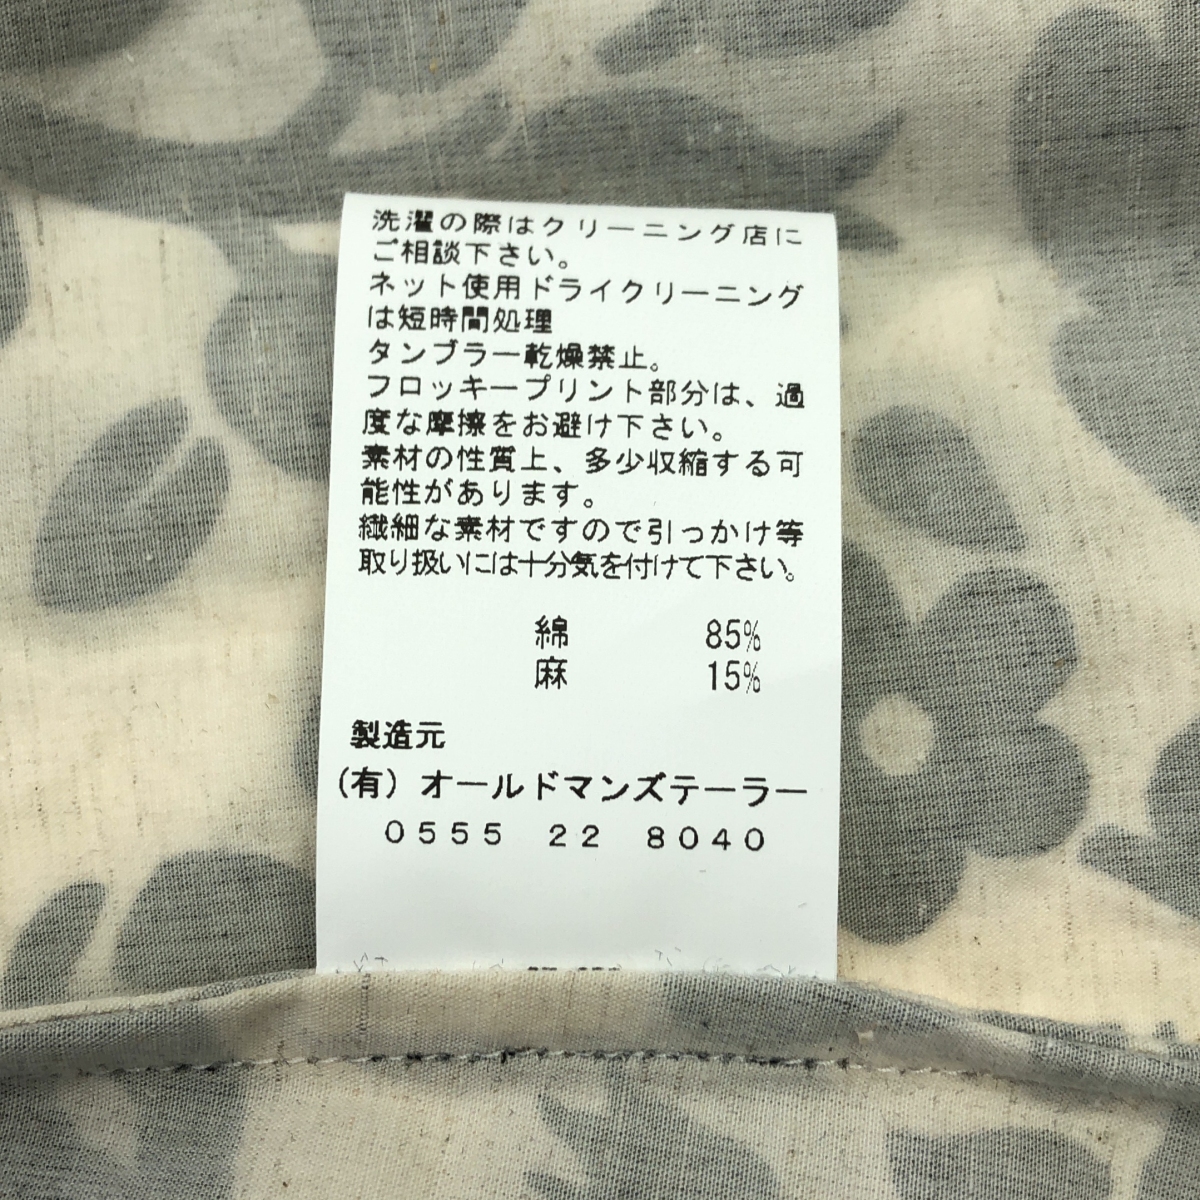 洗濯の際はクリーニング店に
ご相談下さい。
ネット使用ドライクリーニング
は短時間処理
タンブラー乾燥禁止。
フロッキープリント部分は、過
度な摩擦をお避け下さい。
素材の性質上、多少収縮する可
能性があります。
繊細な素材ですので引っかけ等
取り扱いには十分気を付けて下さい。
綿 85%
麻 15%
製造元
(有) オールドマンズテーラー
0555 22 8040